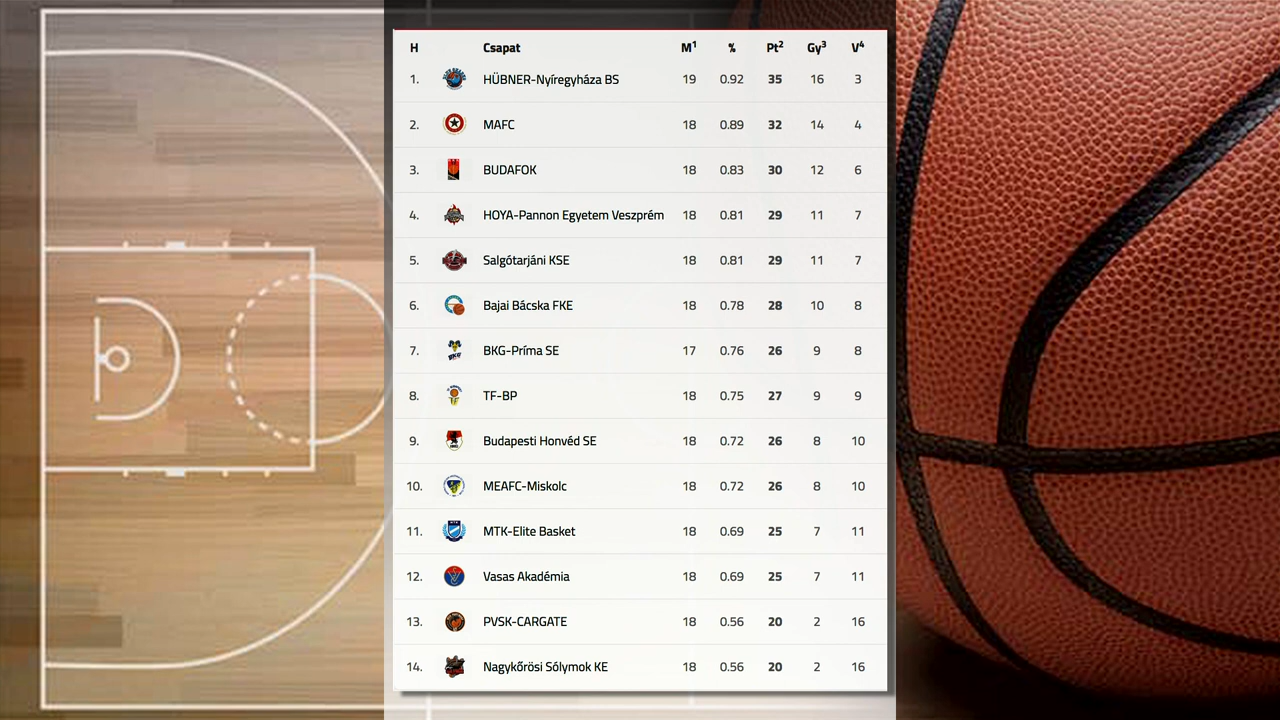 H Csapat M¹ % Pt² Gy³ V⁴
1. HÜBNER-Nyíregyháza BS 19 0.92 35 16 3
2. MAFC 18 0.89 32 14 4
3. BUDAFOK 18 0.83 30 12 6
4. HOYA-Pannon Egyetem Veszprém 18 0.81 29 11 7
5. Salgótarjáni KSE 18 0.81 29 11 7
6. Bajai Bácska FKE 18 0.78 28 10 8
7. BKG-Príma SE 17 0.76 26 9 8
8. TF-BP 18 0.75 27 9 9
9. Budapesti Honvéd SE 18 0.72 26 8 10
10. MEAFC-Miskolc 18 0.72 26 8 10
11. MTK-Elite Basket 18 0.69 25 7 11
12. Vasas Akadémia 18 0.69 25 7 11
13. PVSK-CARGATE 18 0.56 20 2 16
14. Nagykőrösi Sólymok KE 18 0.56 20 2 16